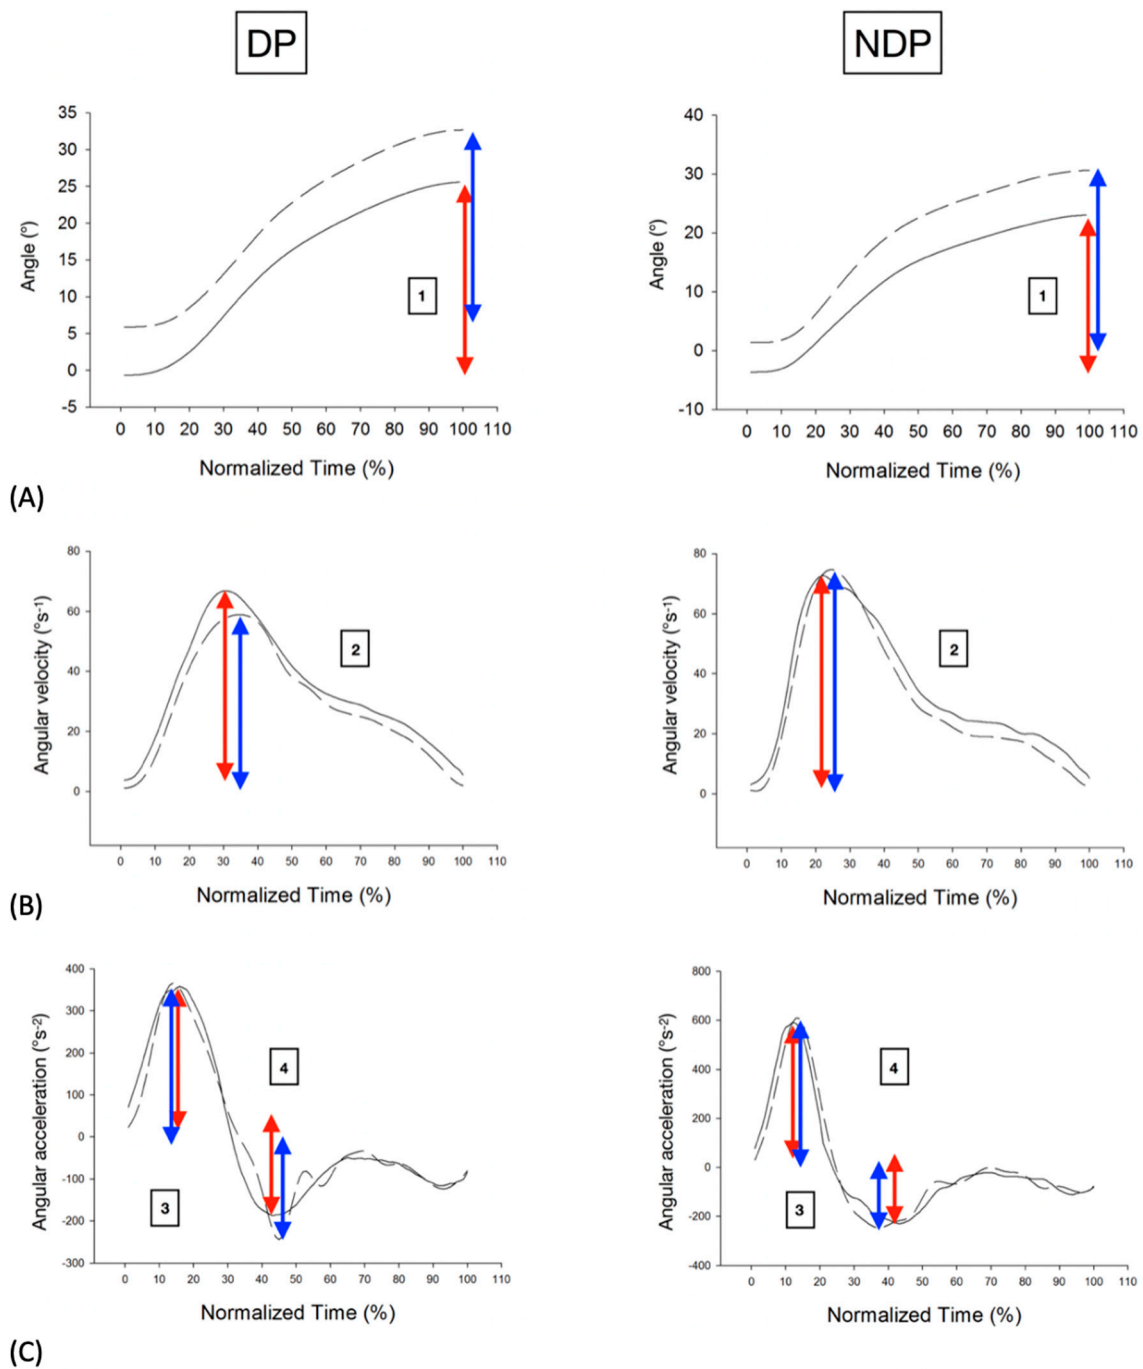 DP
NDP
35
30
25
20
15
10
5
0
-5
Angle (°)
1
0 10 20 30 40 50 60 70 80 90 100 110
Normalized Time (%)
40
30
20
10
0
-10
Angle (°)
1
0 10 20 30 40 50 60 70 80 90 100 110
Normalized Time (%)
(A)
80
60
40
20
0
Angular velocity (°s-1)
2
0 10 20 30 40 50 60 70 80 90 100 110
Normalized Time (%)
80
60
40
20
0
Angular velocity (°s-1)
2
0 10 20 30 40 50 60 70 80 90 100 110
Normalized Time (%)
(B)
400
300
200
100
0
-100
-200
-300
Angular acceleration (°s-2)
4
3
0 10 20 30 40 50 60 70 80 90 100 110
Normalized Time (%)
800
600
400
200
0
-200
-400
Angular acceleration (°s-2)
4
3
0 10 20 30 40 50 60 70 80 90 100 110
Normalized Time (%)
(C)